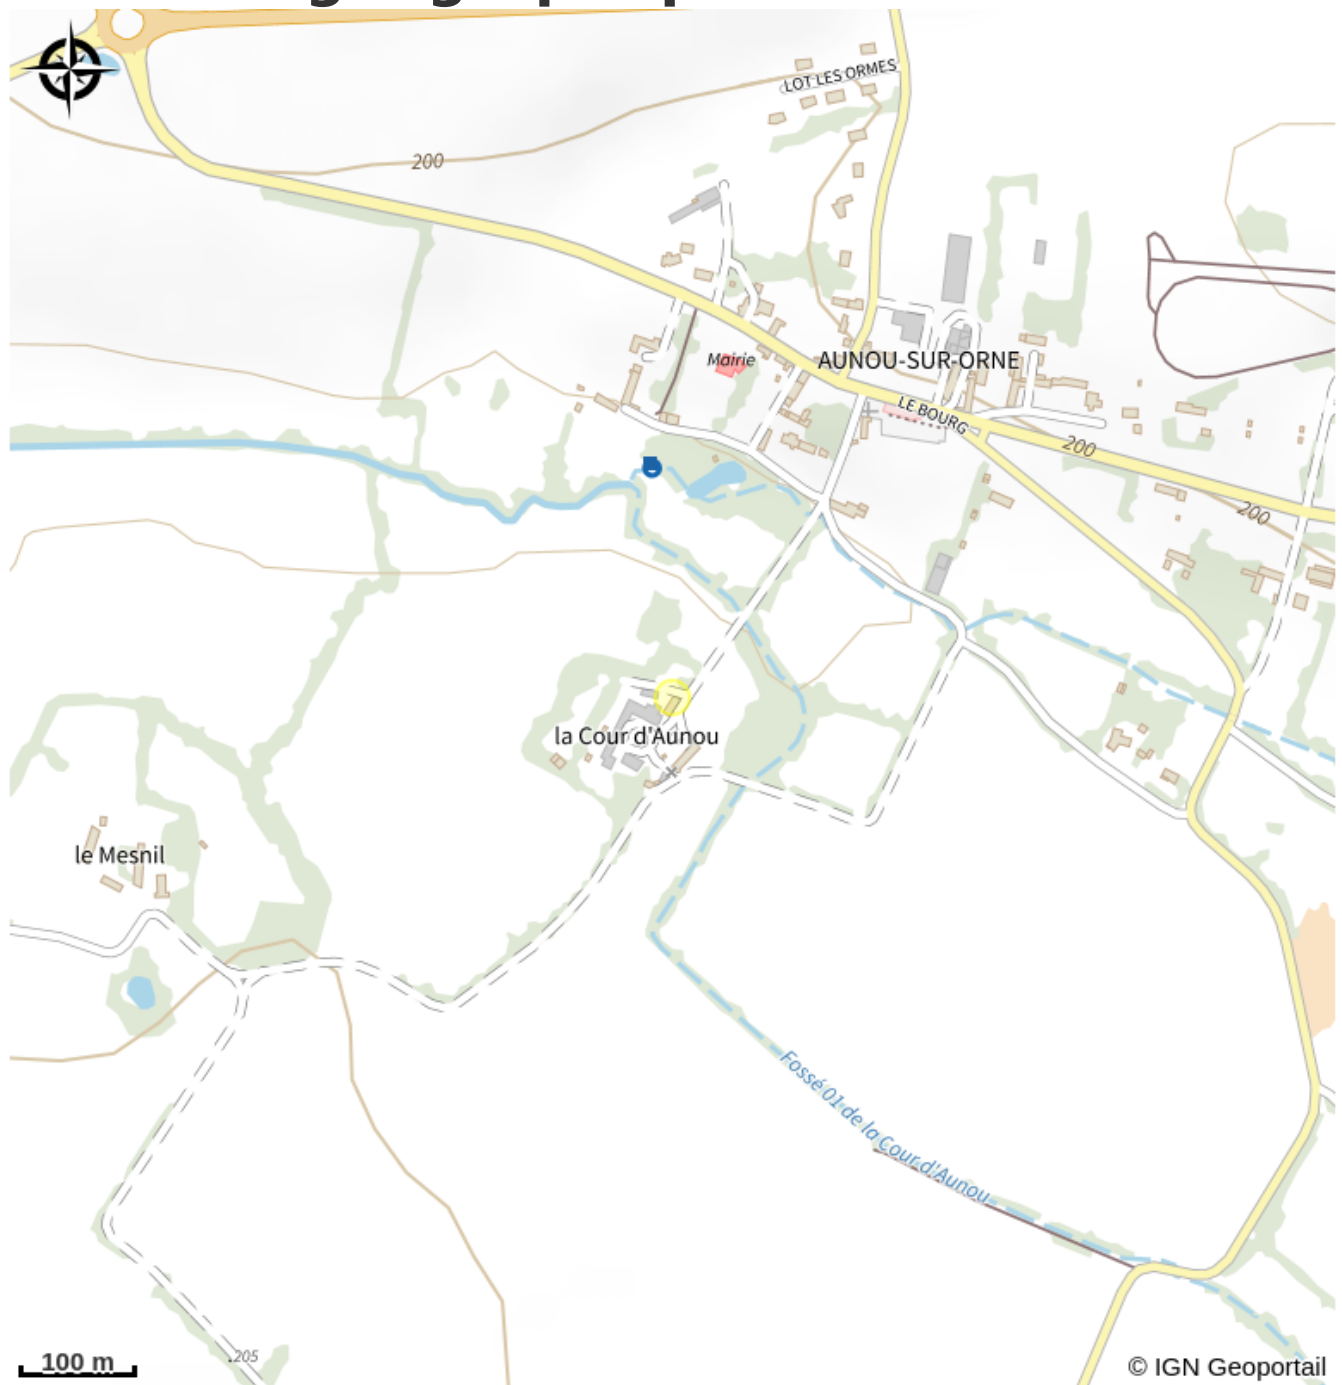 LOT LES ORMES
200
Mairie
AUNOU-SUR-ORNE
LE BOURG
200
200
la Cour d'Aunou
le Mesnil
Fossé 01 de la Cour d'Aunou
.205
100 m
© IGN Geoportail